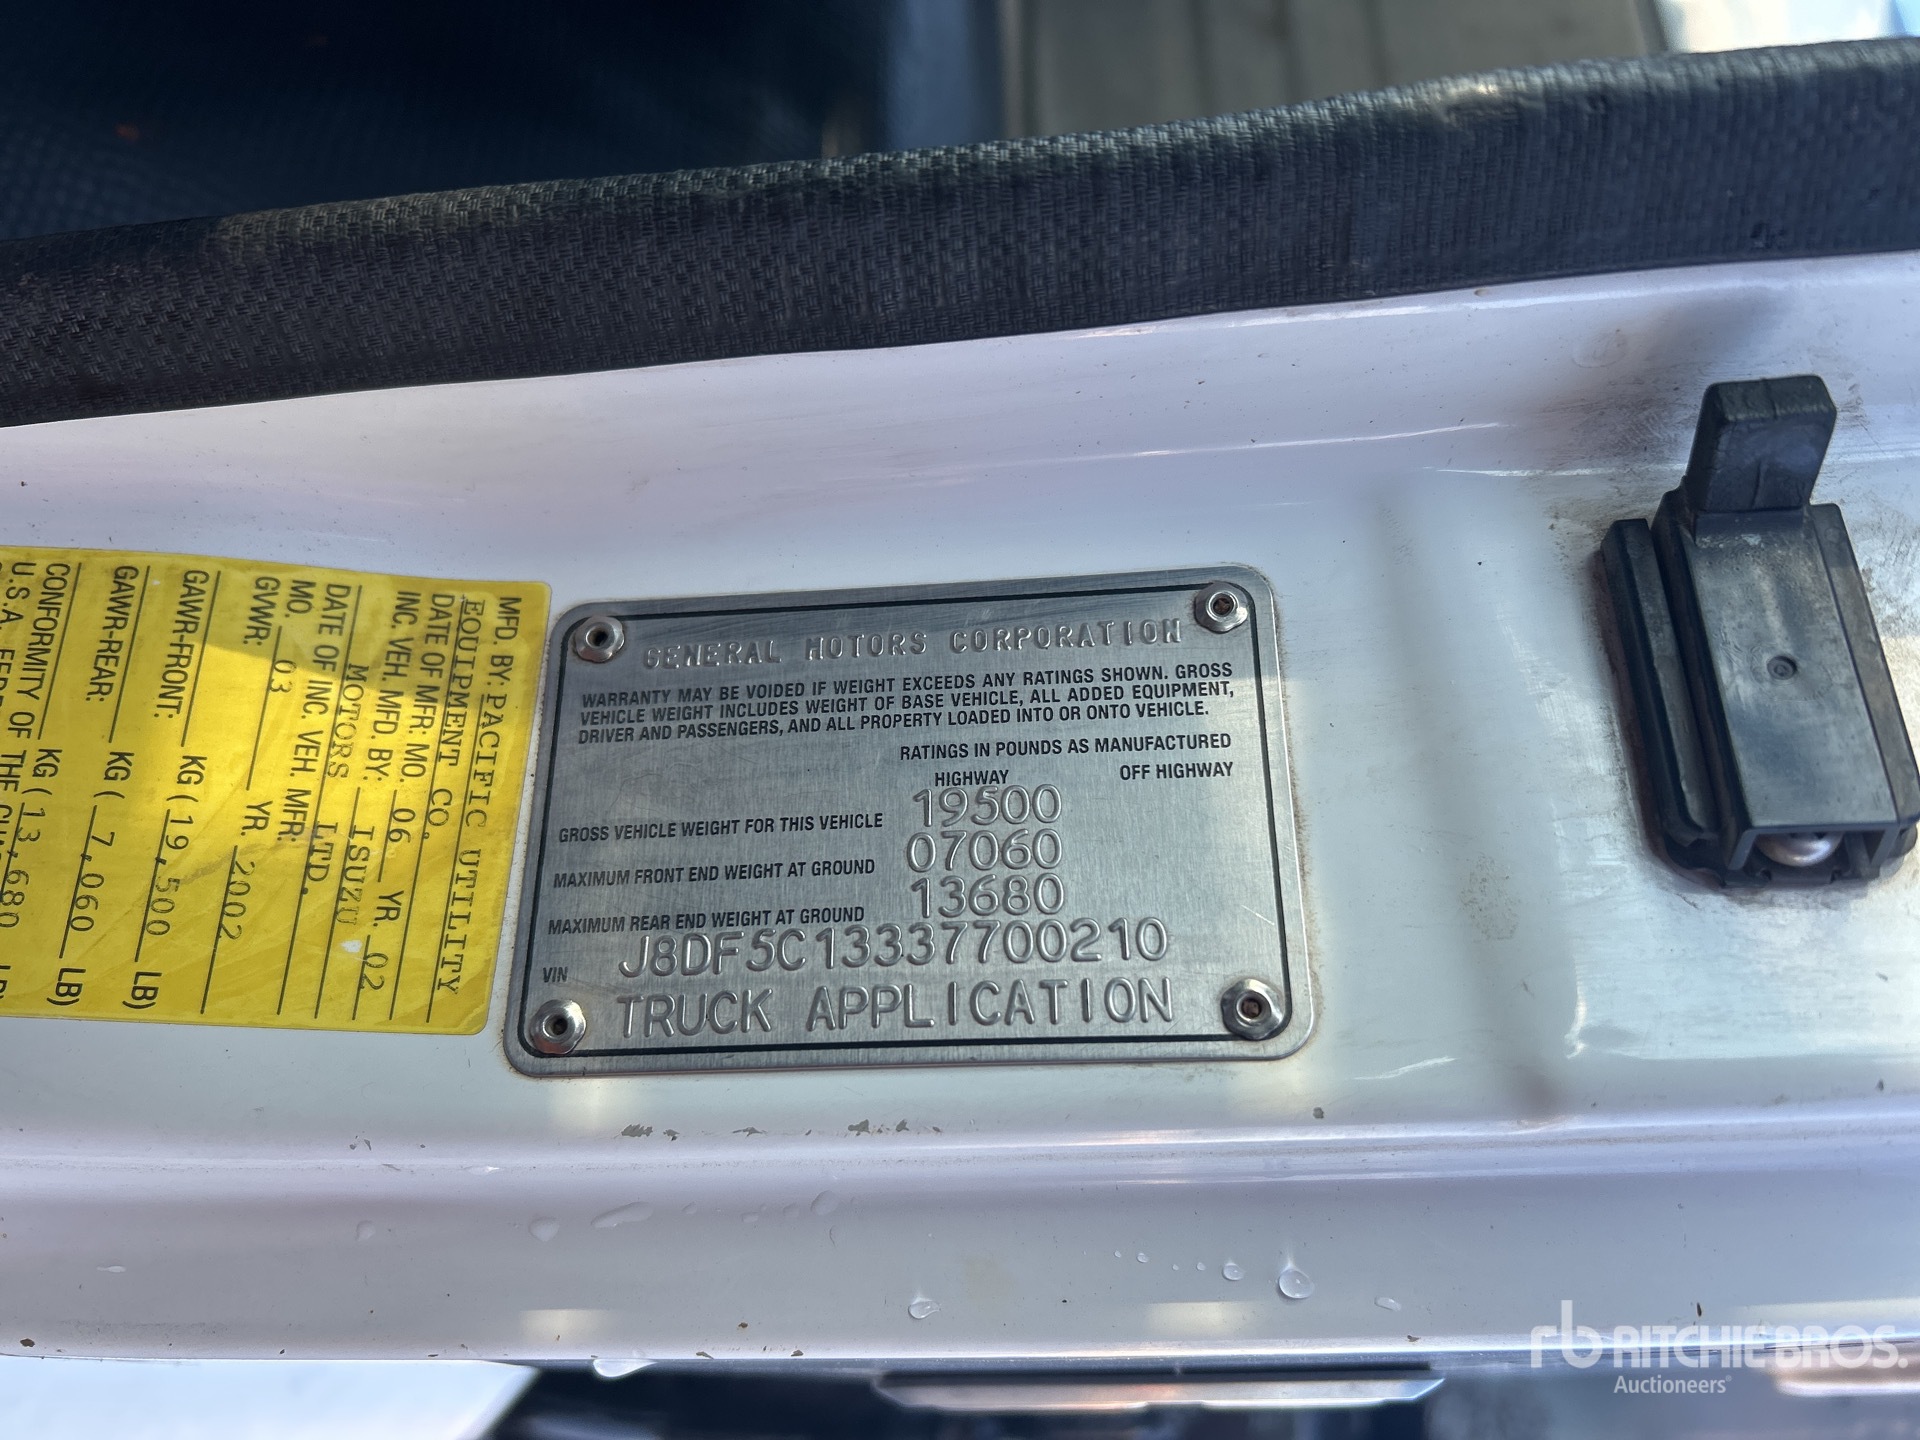 MFD. BY: PACIFIC UTILITY
EQUIPMENT CO.
DATE OF MFR: MO. 06 YR. 02
INC. VEH. MFD. BY: ISUZU
MOTORS LTD.
DATE OF INC. VEH. MFR:
MO. 03 YR. 2002
GVWR:
KG (19,500 LB)
GAWR-FRONT:
KG ( 7,060 LB)
GAWR-REAR:
KG (13,680 LB)
CONFORMITY OF THE
U.S.A.
GENERAL MOTORS CORPORATION
WARRANTY MAY BE VOIDED IF WEIGHT EXCEEDS ANY RATINGS SHOWN. GROSS
VEHICLE WEIGHT INCLUDES WEIGHT OF BASE VEHICLE, ALL ADDED EQUIPMENT,
DRIVER AND PASSENGERS, AND ALL PROPERTY LOADED INTO OR ONTO VEHICLE.
RATINGS IN POUNDS AS MANUFACTURED
HIGHWAY OFF HIGHWAY
GROSS VEHICLE WEIGHT FOR THIS VEHICLE 19500
MAXIMUM FRONT END WEIGHT AT GROUND 07060
MAXIMUM REAR END WEIGHT AT GROUND 13680
VIN J8DF5C13337700210
TRUCK APPLICATION
rb RITCHIE BROS.
Auctioneers